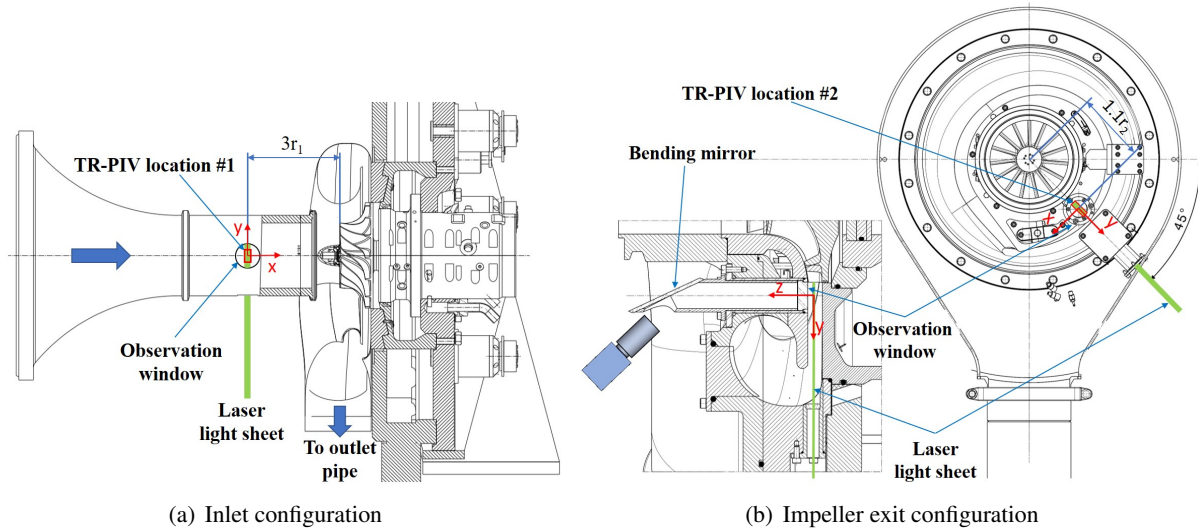 TR-PIV location #1
3r₁
y
x
Observation
window
Laser
light sheet
To outlet
pipe
(a) Inlet configuration
TR-PIV location #2
Bending mirror
1.1r₂
x
y
45°
z
y
Observation
window
Laser
light sheet
(b) Impeller exit configuration